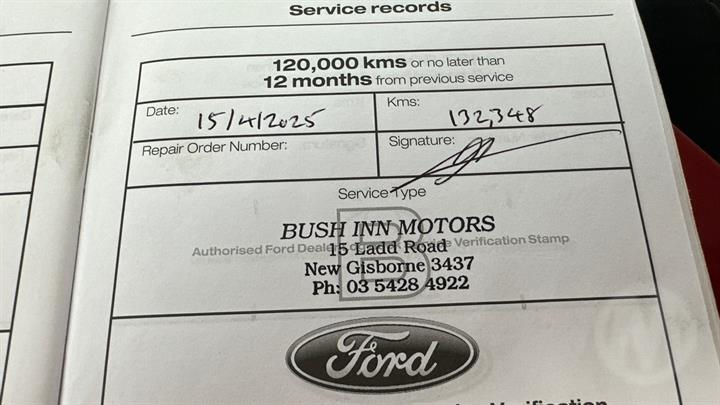 Service records
120,000 kms or no later than
12 months from previous service
Date: 15/4/2025
Kms: 132,348
Repair Order Number:
Signature:
Service Type
B
BUSH INN MOTORS
Authorised Ford Dealer Service Verification Stamp
15 Ladd Road
New Gisborne 3437
Ph: 03 5428 4922
Ford